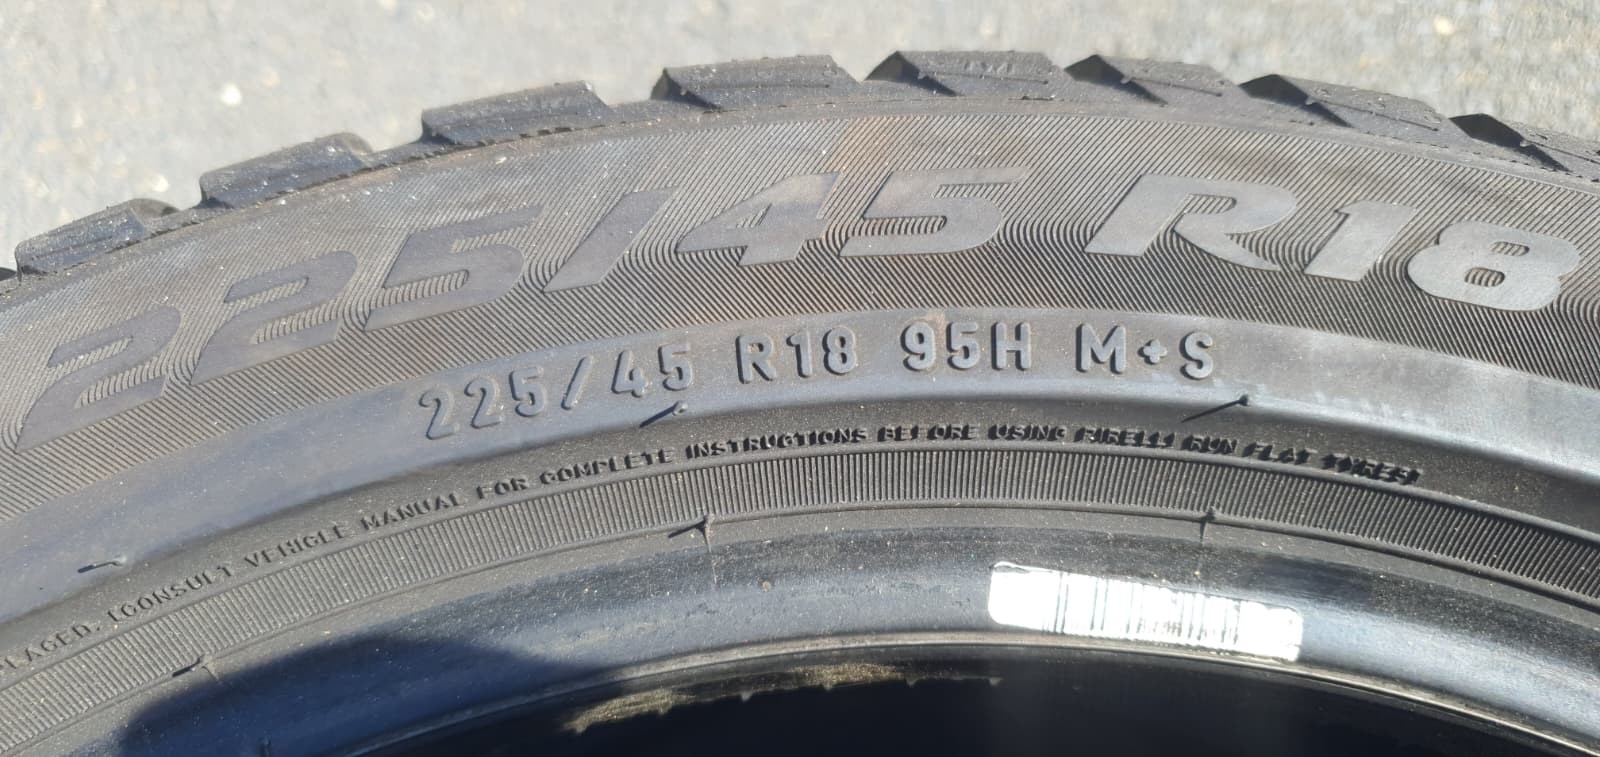 225/45 R18
225/45 R18 95H M+S
PLACED. [CONSULT VEHICLE MANUAL FOR COMPLETE INSTRUCTIONS BEFORE USING PIRELLI RUN FLAT TYRES]